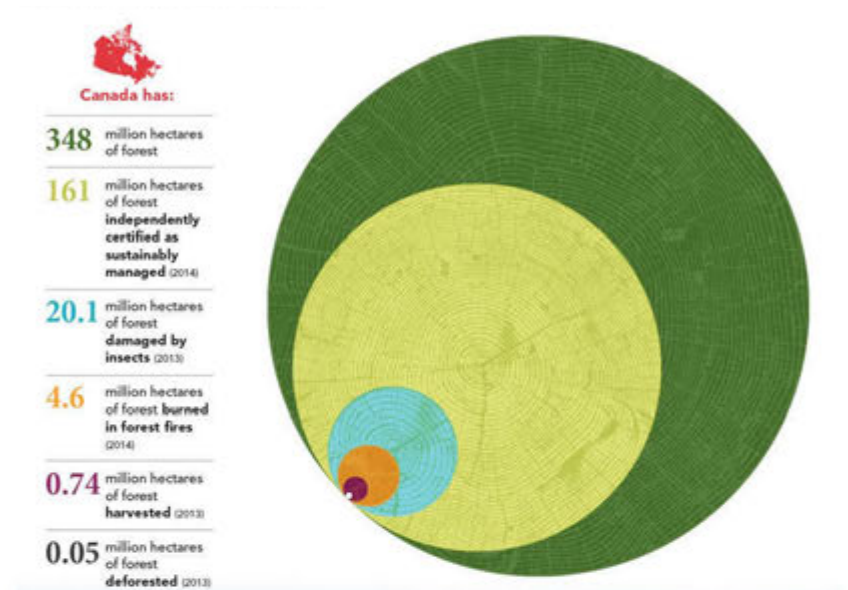 Canada has:
348 million hectares
of forest
161 million hectares
of forest
independently
certified as
sustainably
managed (2014)
20.1 million hectares
of forest
damaged by
insects (2013)
4.6 million hectares
of forest burned
in forest fires
(2014)
0.74 million hectares
of forest
harvested (2013)
0.05 million hectares
of forest
deforested (2013)